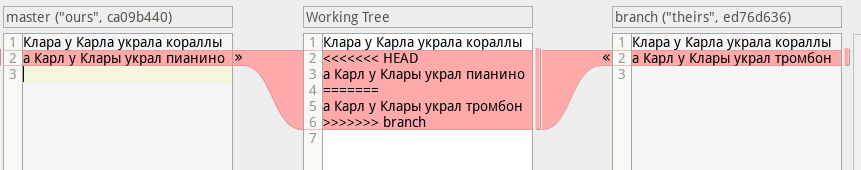 master ("ours", ca09b440)
1 Клара у Карла украла кораллы
2 а Карл у Клары украл пианино »
3
Working Tree
1 Клара у Карла украла кораллы
2 <<<<<<< HEAD
3 а Карл у Клары украл пианино
4 =======
5 а Карл у Клары украл тромбон
6 >>>>>>> branch
7
branch ("theirs", ed76d636)
1 Клара у Карла украла кораллы
« 2 а Карл у Клары украл тромбон
3